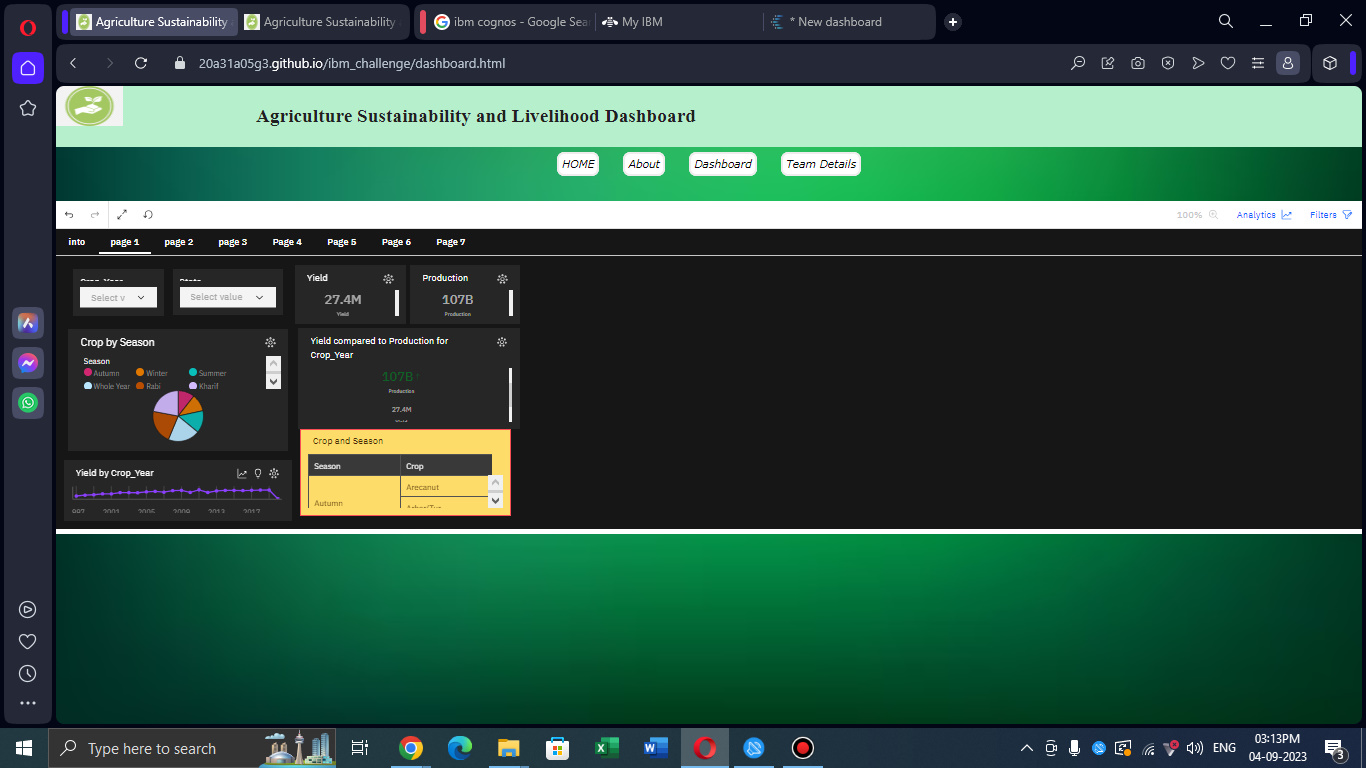 Agriculture Sustainability
Agriculture Sustainability
ibm cognos - Google Sea
My IBM
* New dashboard
20a31a05g3.github.io/ibm_challenge/dashboard.html
Agriculture Sustainability and Livelihood Dashboard
HOME About Dashboard Team Details
100% Analytics Filters
into page 1 page 2 page 3 Page 4 Page 5 Page 6 Page 7
Select v
Select value
Yield
27.4M
Yield
Production
107B
Production
Crop by Season
Season
Autumn Winter Summer
Whole Year Rabi Kharif
Yield compared to Production for
Crop_Year
107B
Production
27.4M
Yield by Crop_Year
997 2001 2005 2009 2013 2017
Crop and Season
Season Crop
Arecanut
Autumn
Type here to search
ENG
03:13PM
04-09-2023
3